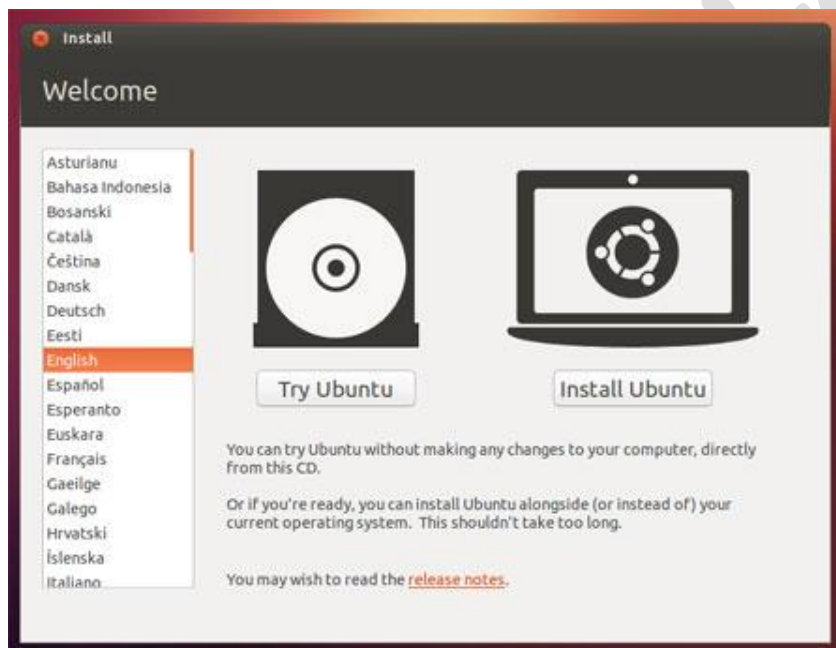 Install
Welcome
Asturianu
Bahasa Indonesia
Bosanski
Català
Čeština
Dansk
Deutsch
Eesti
English
Español
Esperanto
Euskara
Français
Gaeilge
Galego
Hrvatski
Íslenska
Italiano
Try Ubuntu
Install Ubuntu
You can try Ubuntu without making any changes to your computer, directly
from this CD.
Or if you're ready, you can install Ubuntu alongside (or instead of) your
current operating system. This shouldn't take too long.
You may wish to read the release notes.